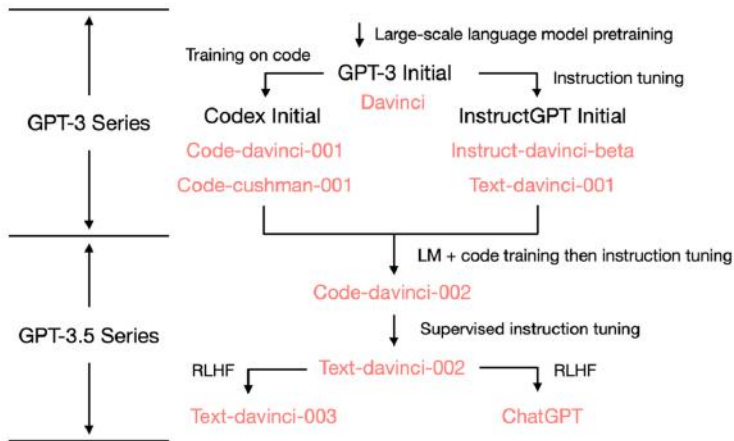 Large-scale language model pretraining
Training on code
GPT-3 Initial
Instruction tuning
Davinci
GPT-3 Series
Codex Initial
InstructGPT Initial
Code-davinci-001
Instruct-davinci-beta
Code-cushman-001
Text-davinci-001
LM + code training then instruction tuning
Code-davinci-002
GPT-3.5 Series
Supervised instruction tuning
Text-davinci-002
RLHF
RLHF
Text-davinci-003
ChatGPT